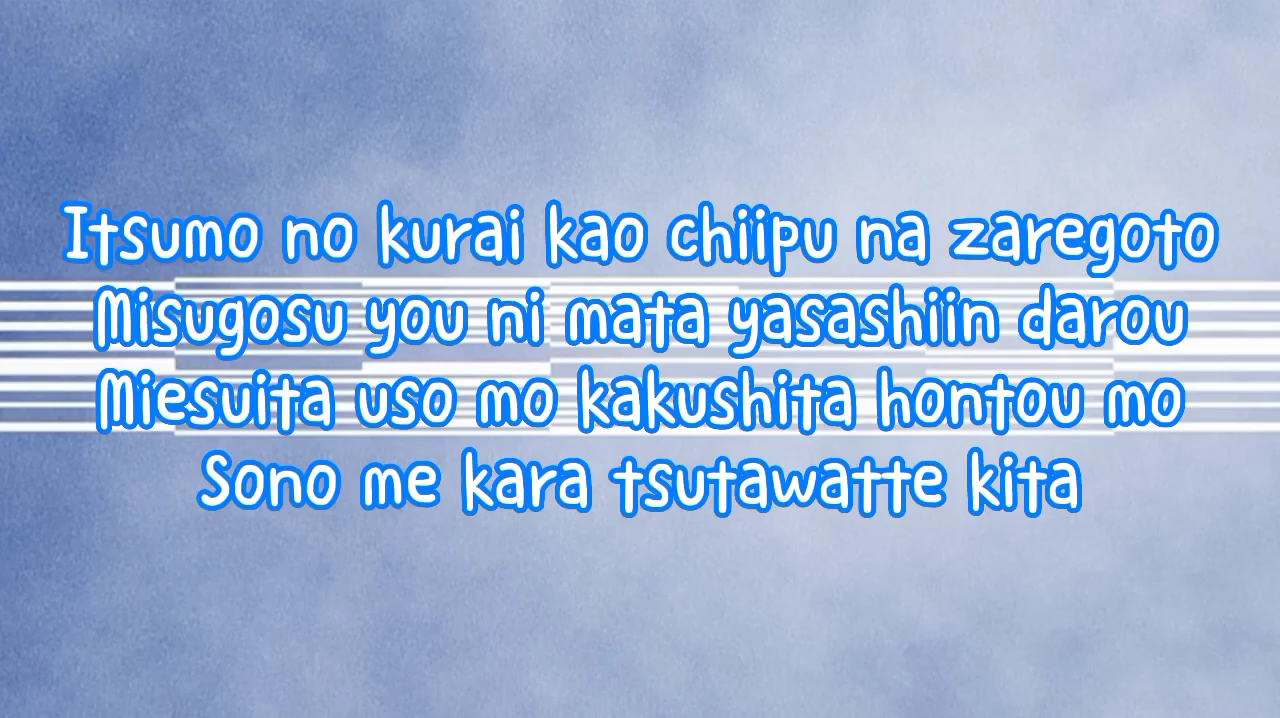 Itsumo no kurai kao chiipu na zaregoto
Misugosu you ni mata yasashiin darou
Miesuita uso mo kakushita hontou mo
Sono me kara tsutawatte kita